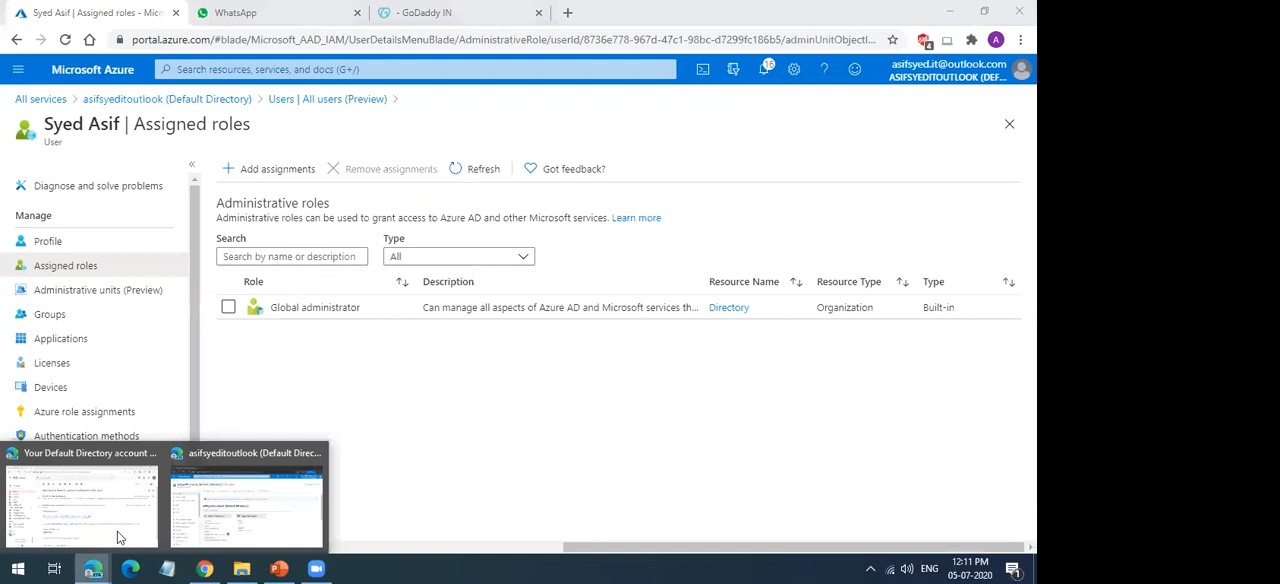 Syed Asif | Assigned roles - Micr
WhatsApp
- GoDaddy IN
portal.azure.com/#blade/Microsoft_AAD_IAM/UserDetailsMenuBlade/AdministrativeRole/userId/8736e778-967d-47c1-98bc-d7299fc186b5/adminUnitObjectI...
4
A
Microsoft Azure
Search resources, services, and docs (G+/)
16
asifsyed.it@outlook.com
ASIFSYEDITOUTLOOK (DEF...
All services > asifsyeditoutlook (Default Directory) > Users | All users (Preview) >
Syed Asif | Assigned roles
User
Add assignments
Remove assignments
Refresh
Got feedback?
Diagnose and solve problems
Manage
Profile
Assigned roles
Administrative units (Preview)
Groups
Applications
Licenses
Devices
Azure role assignments
Authentication methods
Administrative roles
Administrative roles can be used to grant access to Azure AD and other Microsoft services. Learn more
Search
Type
Search by name or description
All
Role
Description
Resource Name
Resource Type
Type
Global administrator
Can manage all aspects of Azure AD and Microsoft services th...
Directory
Organization
Built-in
Your Default Directory account ...
asifsyeditoutlook (Default Direc...
ENG
12:11 PM
05-07-2020
1